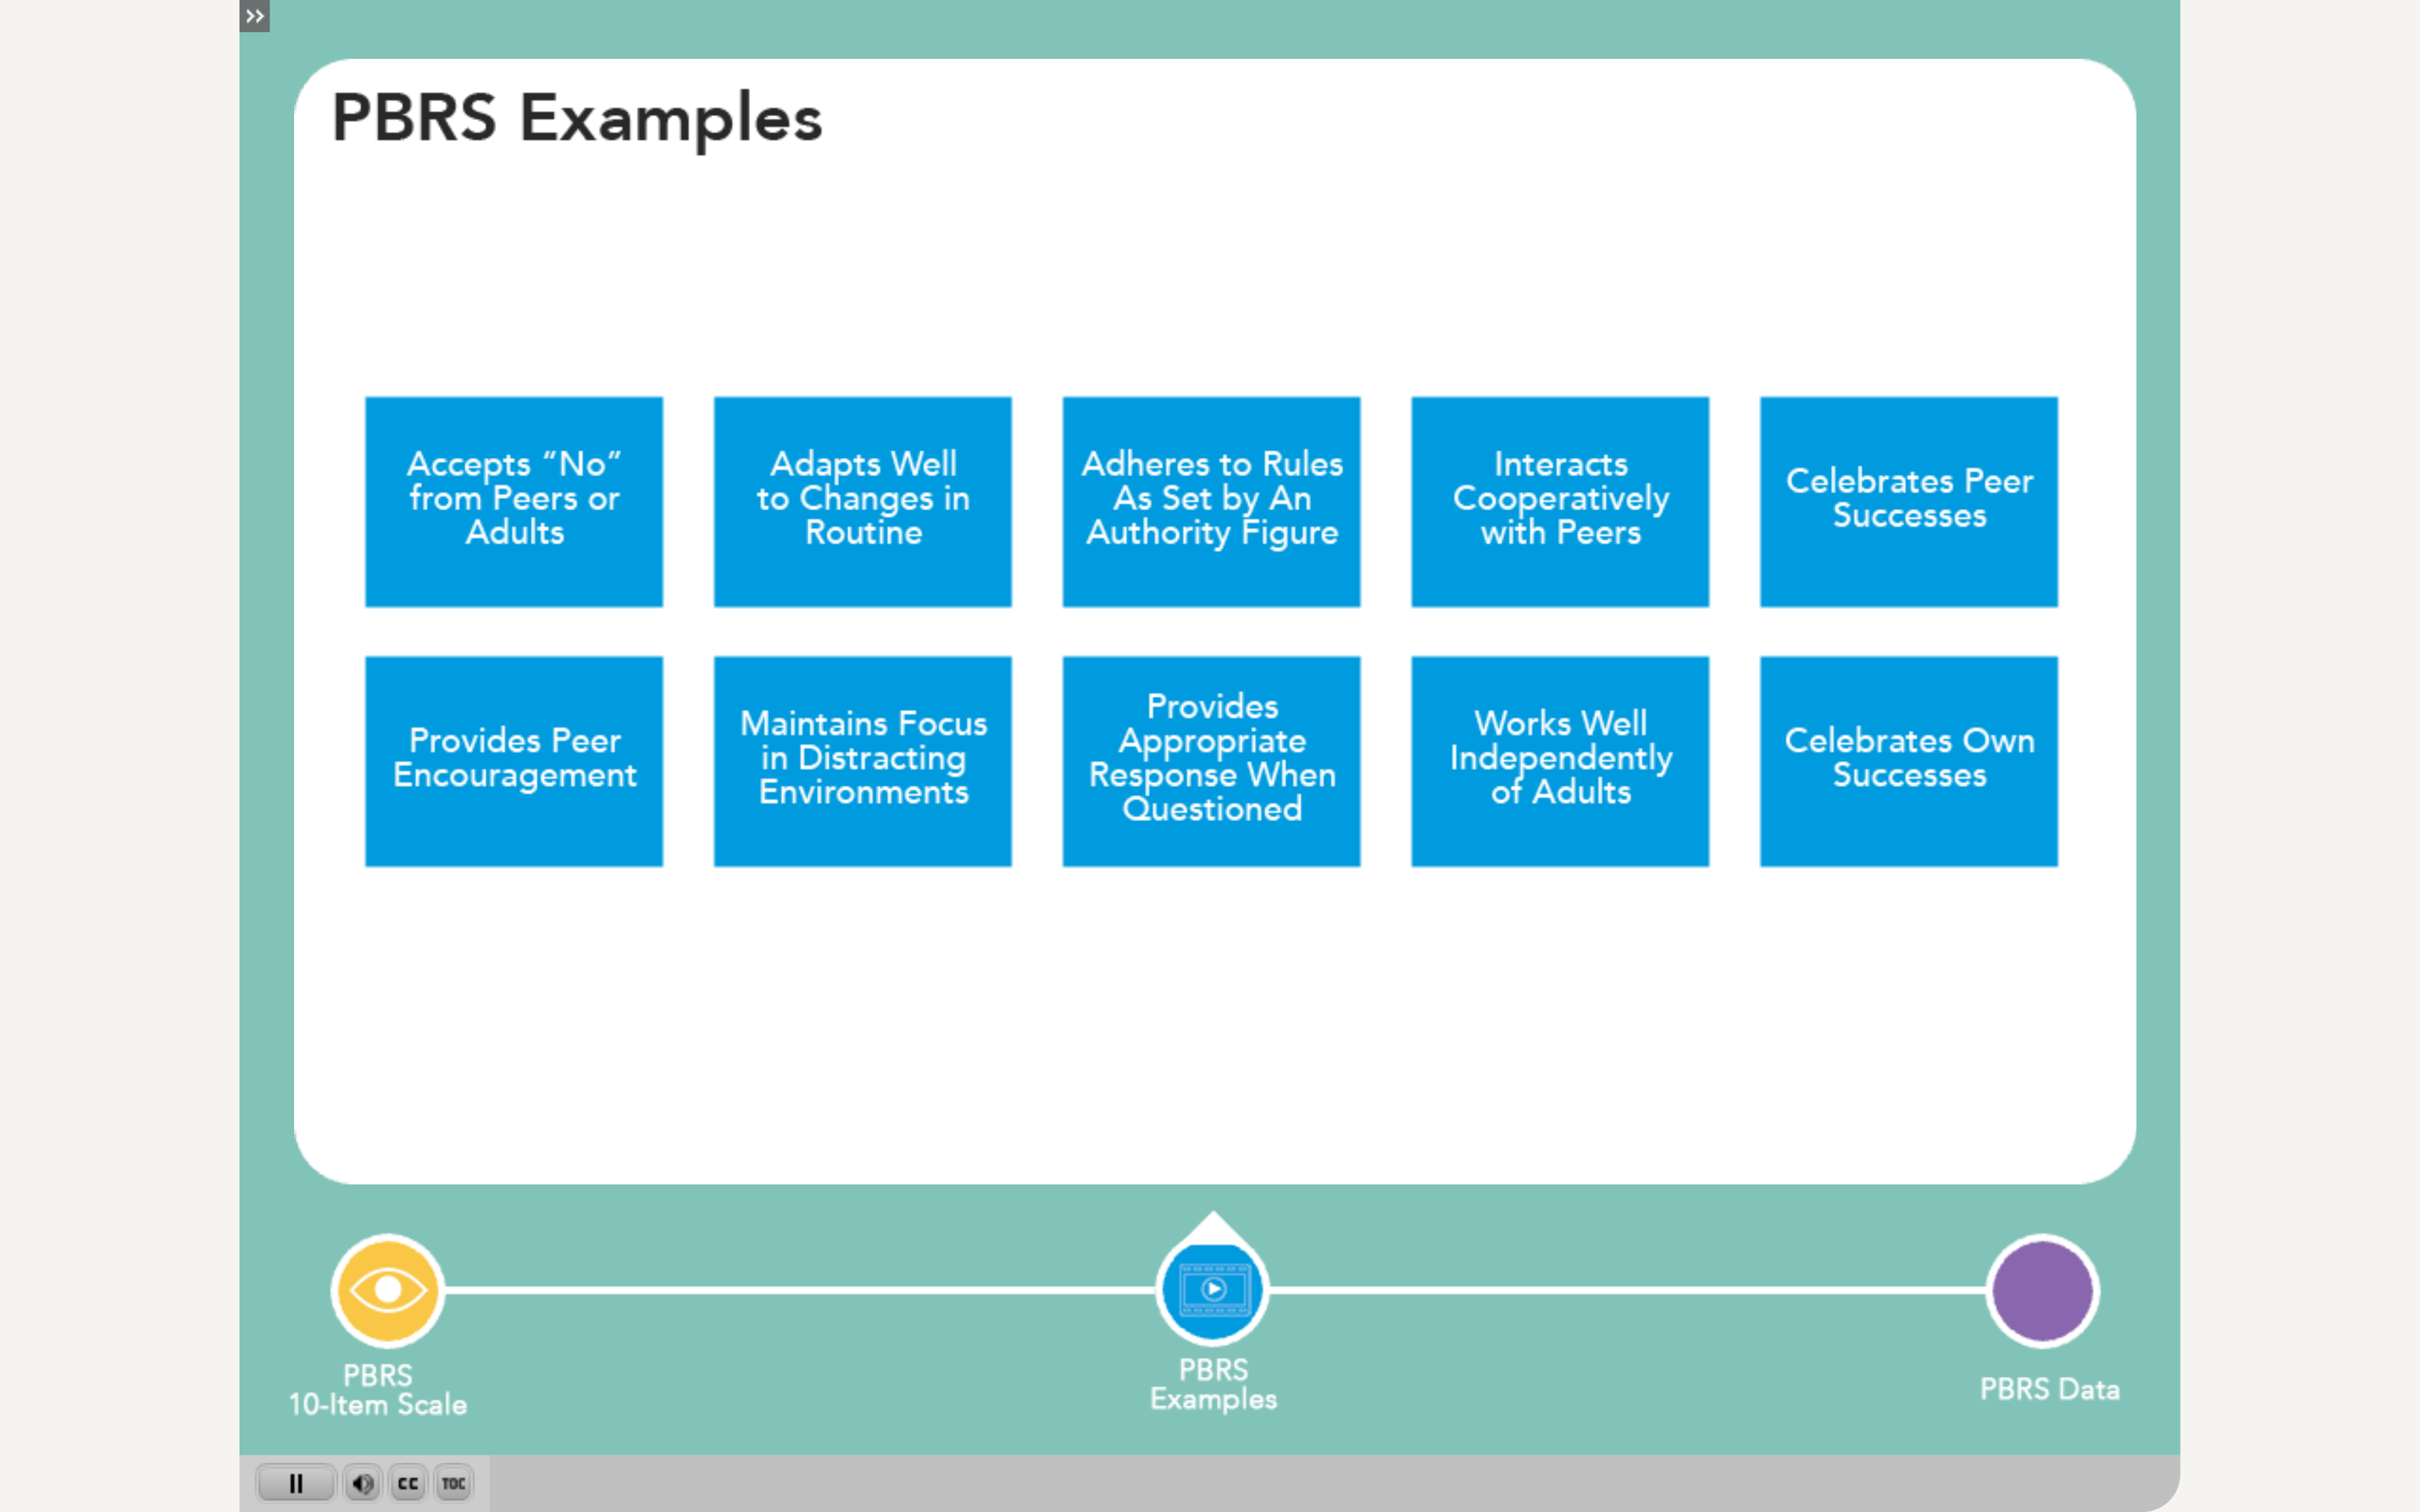 PBRS Examples
Accepts “No”
from Peers or
Adults
Adapts Well
to Changes in
Routine
Adheres to Rules
As Set by An
Authority Figure
Interacts
Cooperatively
with Peers
Celebrates Peer
Successes
Provides Peer
Encouragement
Maintains Focus
in Distracting
Environments
Provides
Appropriate
Response When
Questioned
Works Well
Independently
of Adults
Celebrates Own
Successes
PBRS
10-Item Scale
PBRS
Examples
PBRS Data
CC
TOC